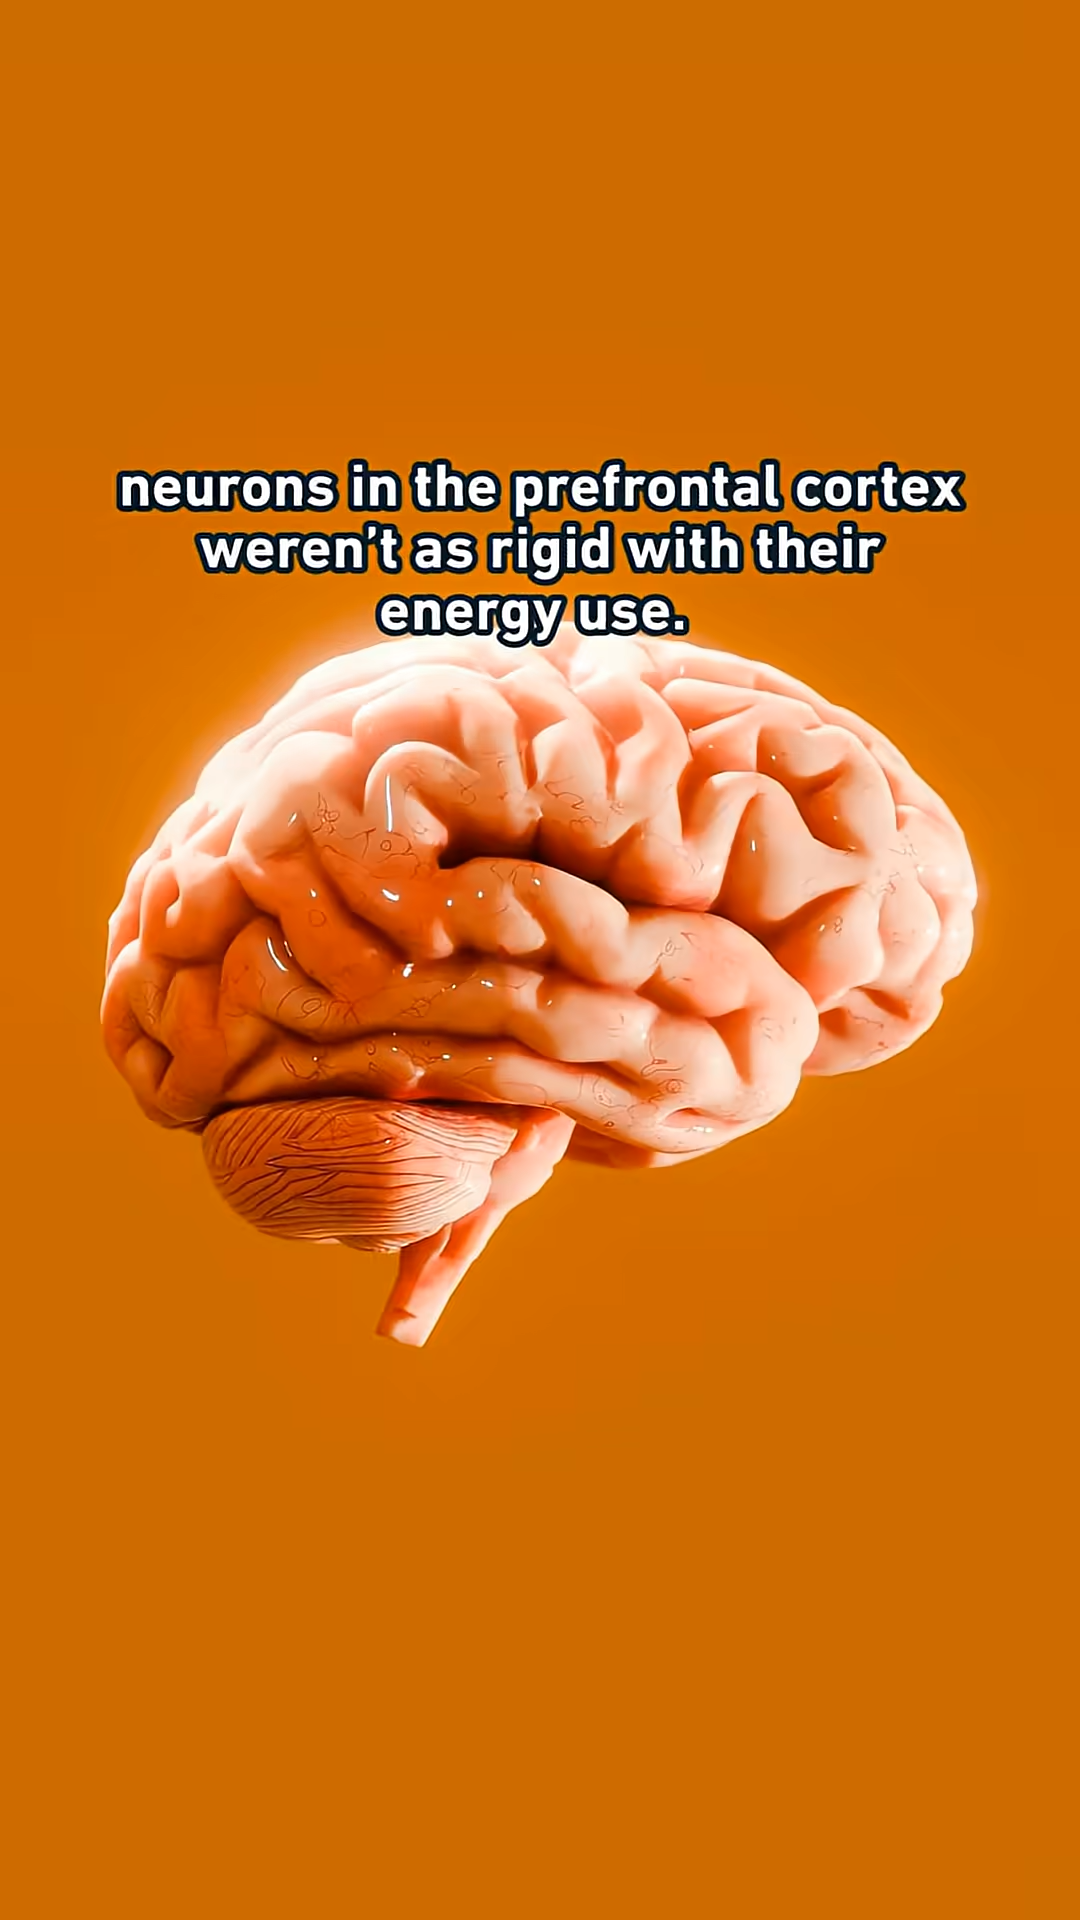 neurons in the prefrontal cortex
weren’t as rigid with their
energy use.